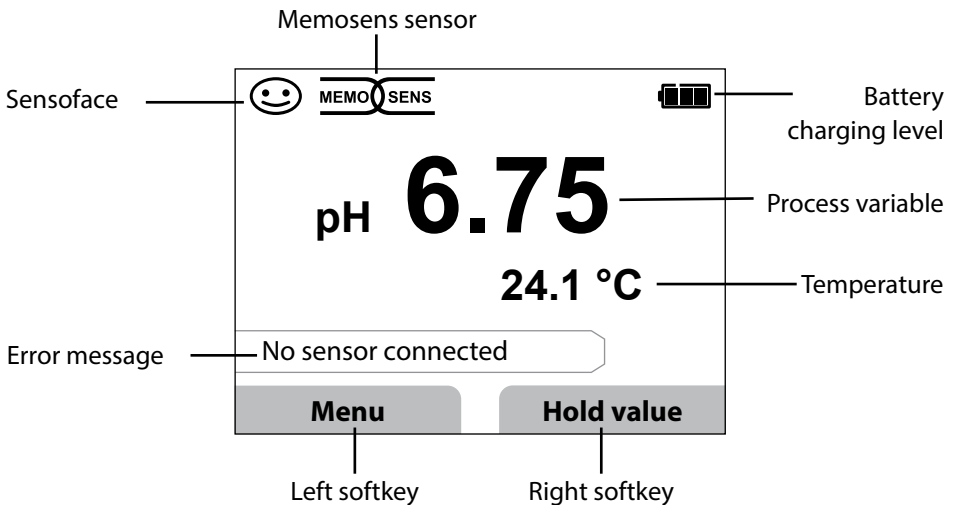 Memosens sensor
Sensoface
MEMO SENS
Battery
charging level
pH 6.75
Process variable
24.1 °C
Temperature
Error message
No sensor connected
Menu
Hold value
Left softkey
Right softkey